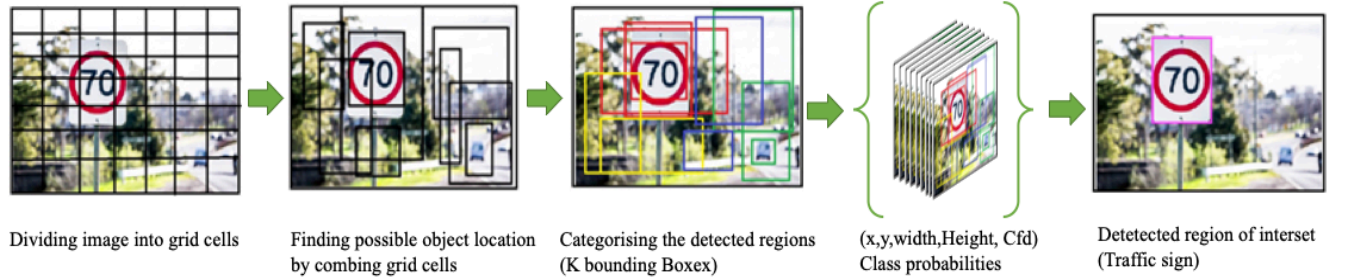 70
70
70
70
70
Dividing image into grid cells
Finding possible object location
by combing grid cells
Categorising the detected regions
(K bounding Boxex)
(x,y,width,Height, Cfd)
Class probabilities
Detetected region of interset
(Traffic sign)